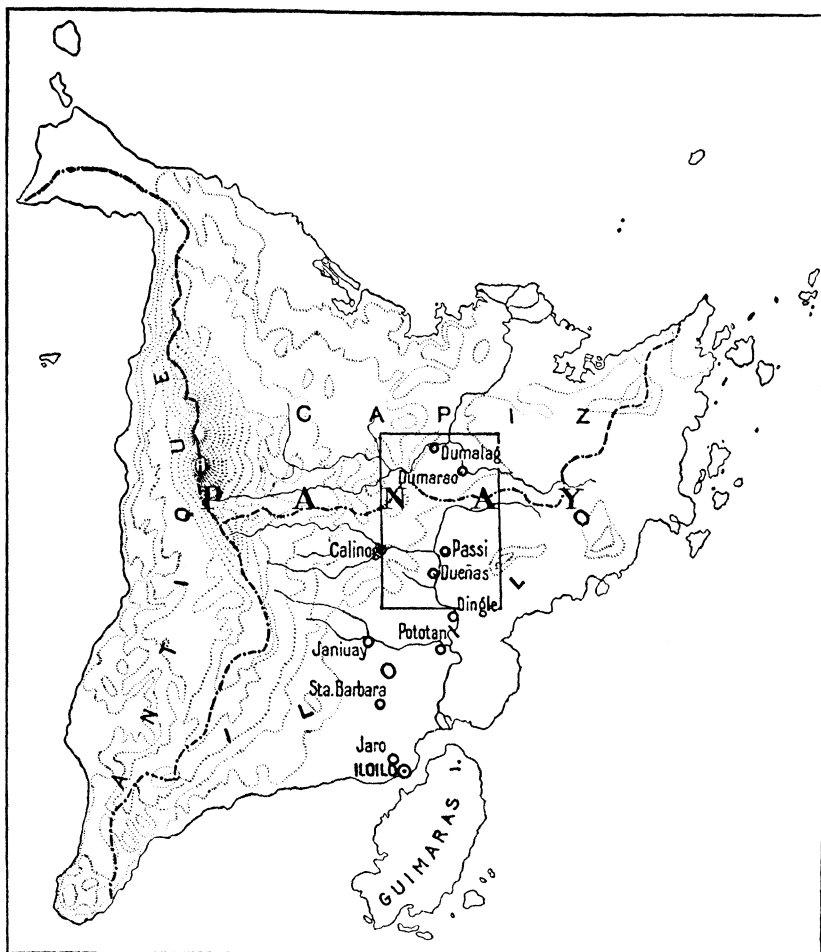 CAPIZ
Dumalag
Dumarao
PANAY
ANTIQUE
Calinog
Passi
Dueñas
Dingle
Pototan
Janiuay
Sta. Barbara
ILOILO
Jaro
ILOILO
GUIMARAS I.